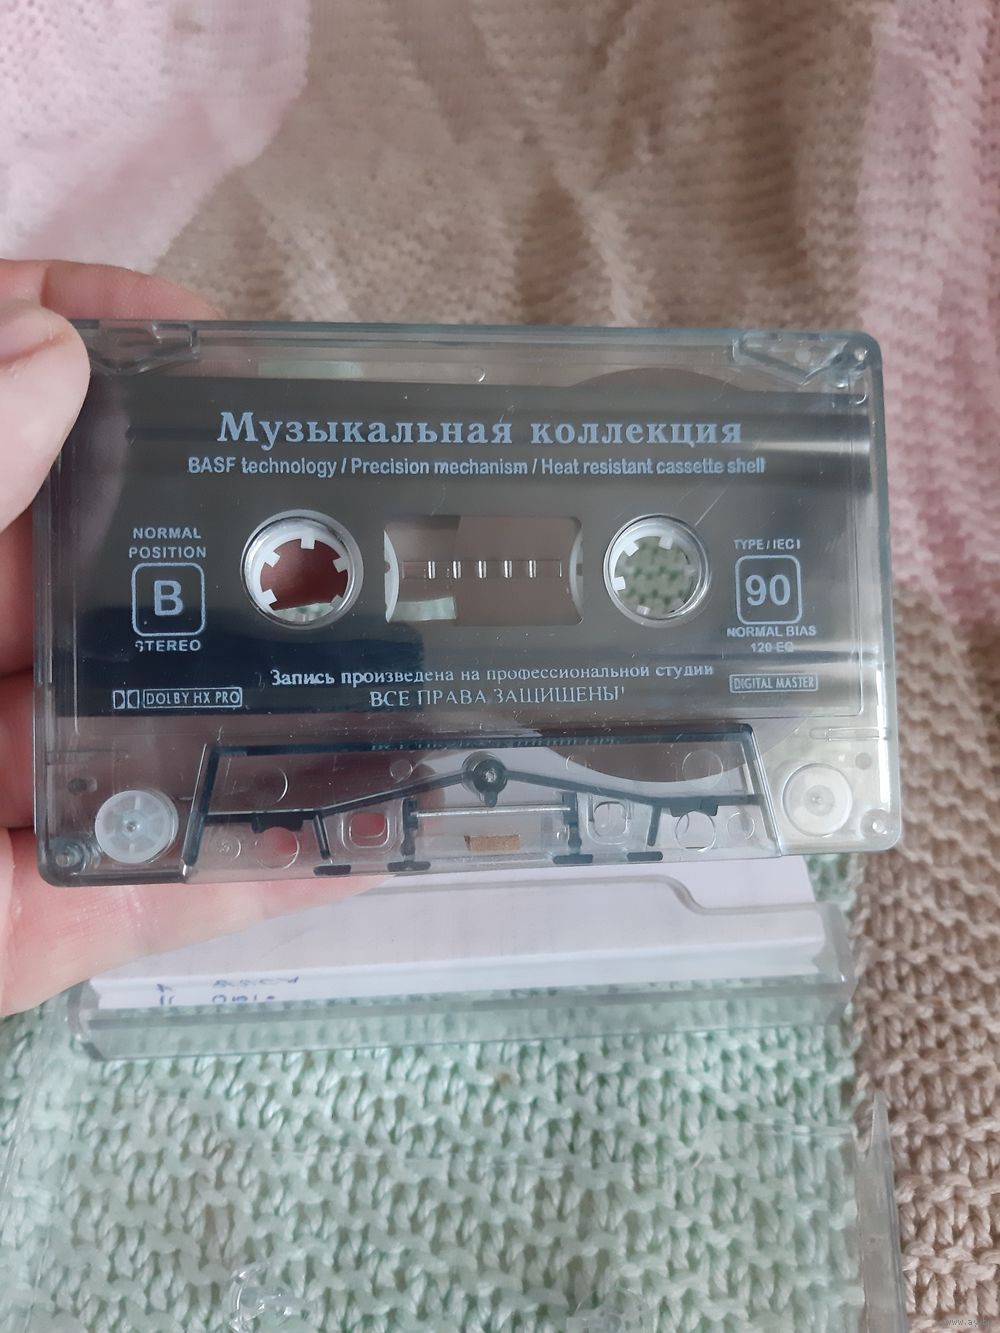 Музыкальная коллекция
BASF technology / Precision mechanism / Heat resistant cassette shell
NORMAL
POSITION
B
STEREO
TYPE I IEC I
90
NORMAL BIAS
120 EQ
Запись произведена на профессиональной студии
ВСЕ ПРАВА ЗАЩИЩЕНЫ!
DOLBY HX PRO
DIGITAL MASTER